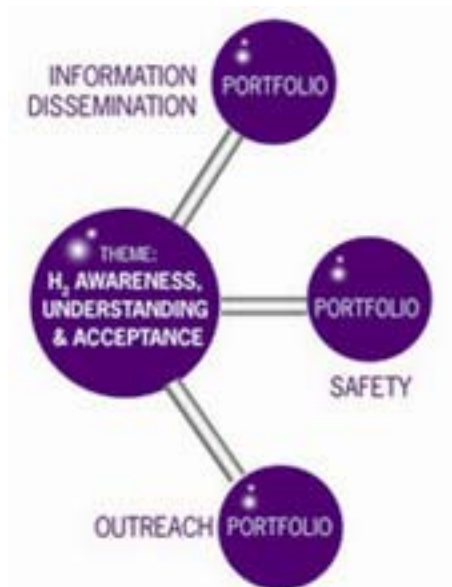 INFORMATION
DISSEMINATION
PORTFOLIO
THEME:
H₂ AWARENESS,
UNDERSTANDING
& ACCEPTANCE
PORTFOLIO
SAFETY
OUTREACH
PORTFOLIO